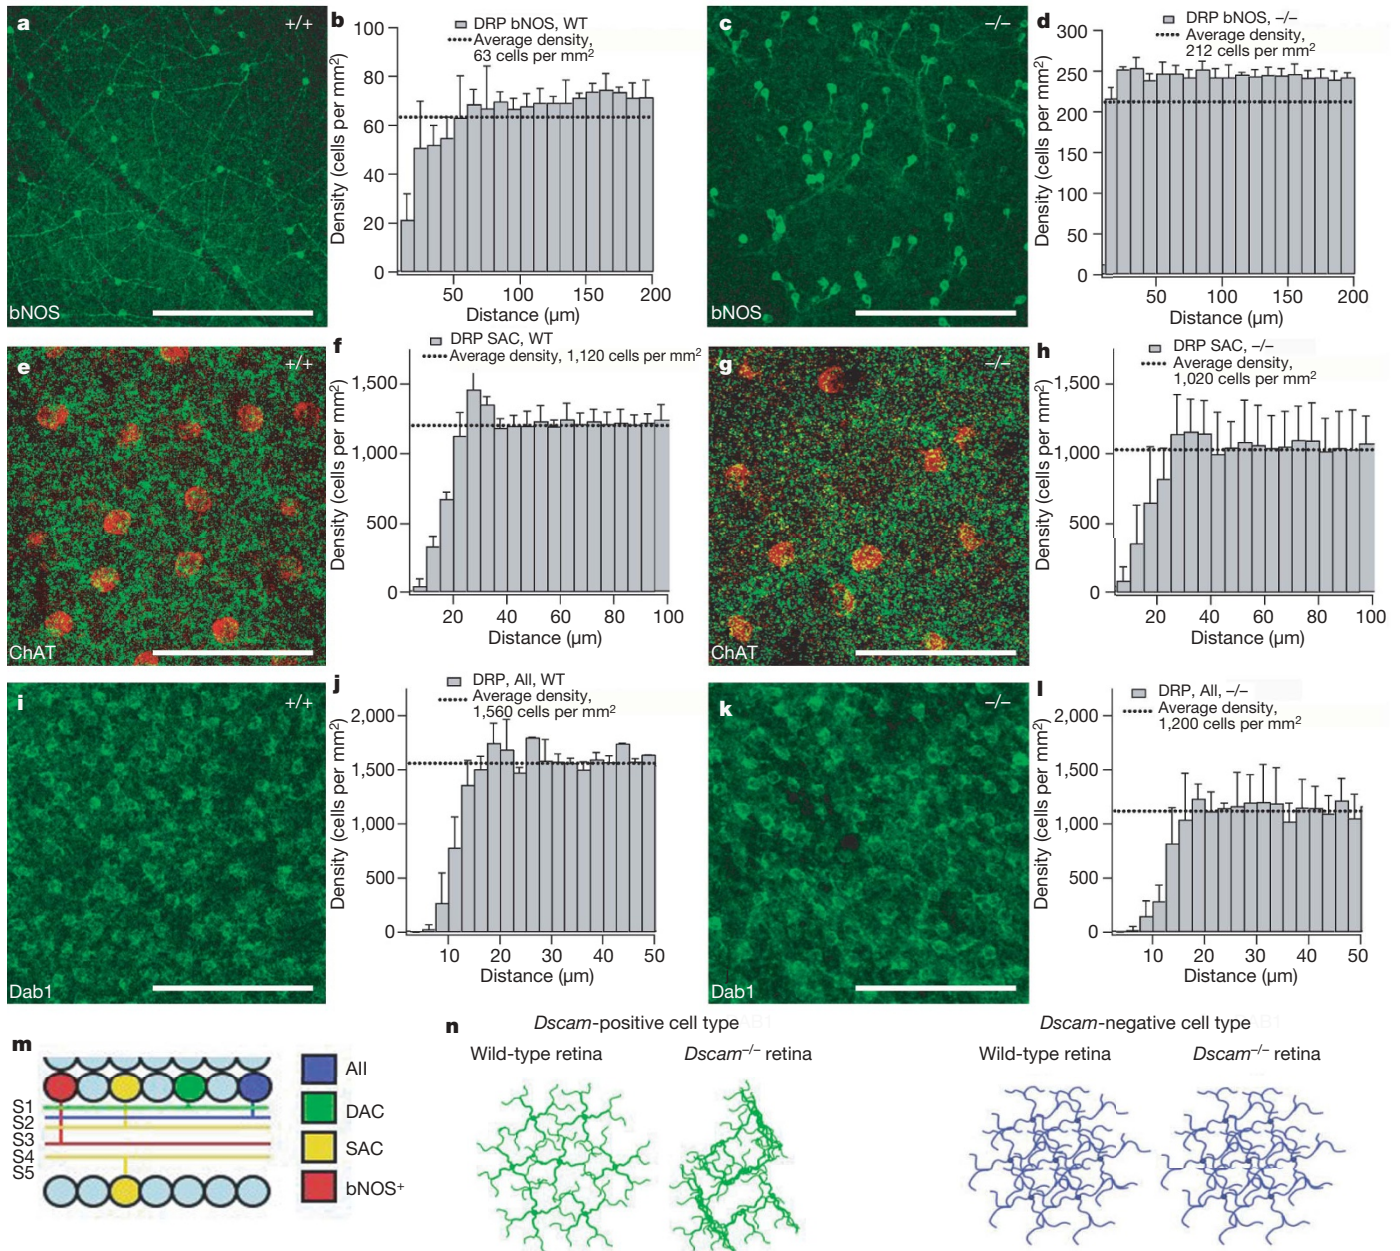 a
+/+
bNOS
b
DRP bNOS, WT
Average density,
63 cells per mm2
Density (cells per mm2)
100
80
60
40
20
0
50 100 150 200
Distance (µm)
c
−/−
bNOS
d
DRP bNOS, −/−
Average density,
212 cells per mm2
Density (cells per mm2)
300
250
200
150
100
50
0
50 100 150 200
Distance (µm)
e
+/+
ChAT
f
DRP SAC, WT
Average density, 1,120 cells per mm2
Density (cells per mm2)
1,500
1,000
500
0
20 40 60 80 100
Distance (µm)
g
−/−
ChAT
h
DRP SAC, −/−
Average density,
1,020 cells per mm2
Density (cells per mm2)
1,500
1,000
500
0
20 40 60 80 100
Distance (µm)
i
+/+
Dab1
j
DRP, AII, WT
Average density,
1,560 cells per mm2
Density (cells per mm2)
2,000
1,500
1,000
500
0
10 20 30 40 50
Distance (µm)
k
−/−
Dab1
l
DRP, AII, −/−
Average density,
1,200 cells per mm2
Density (cells per mm2)
2,000
1,500
1,000
500
0
10 20 30 40 50
Distance (µm)
m
S1
S2
S3
S4
S5
AII
DAC
SAC
bNOS+
n
Dscam-positive cell type
Wild-type retina Dscam−/− retina
Dscam-negative cell type
Wild-type retina Dscam−/− retina